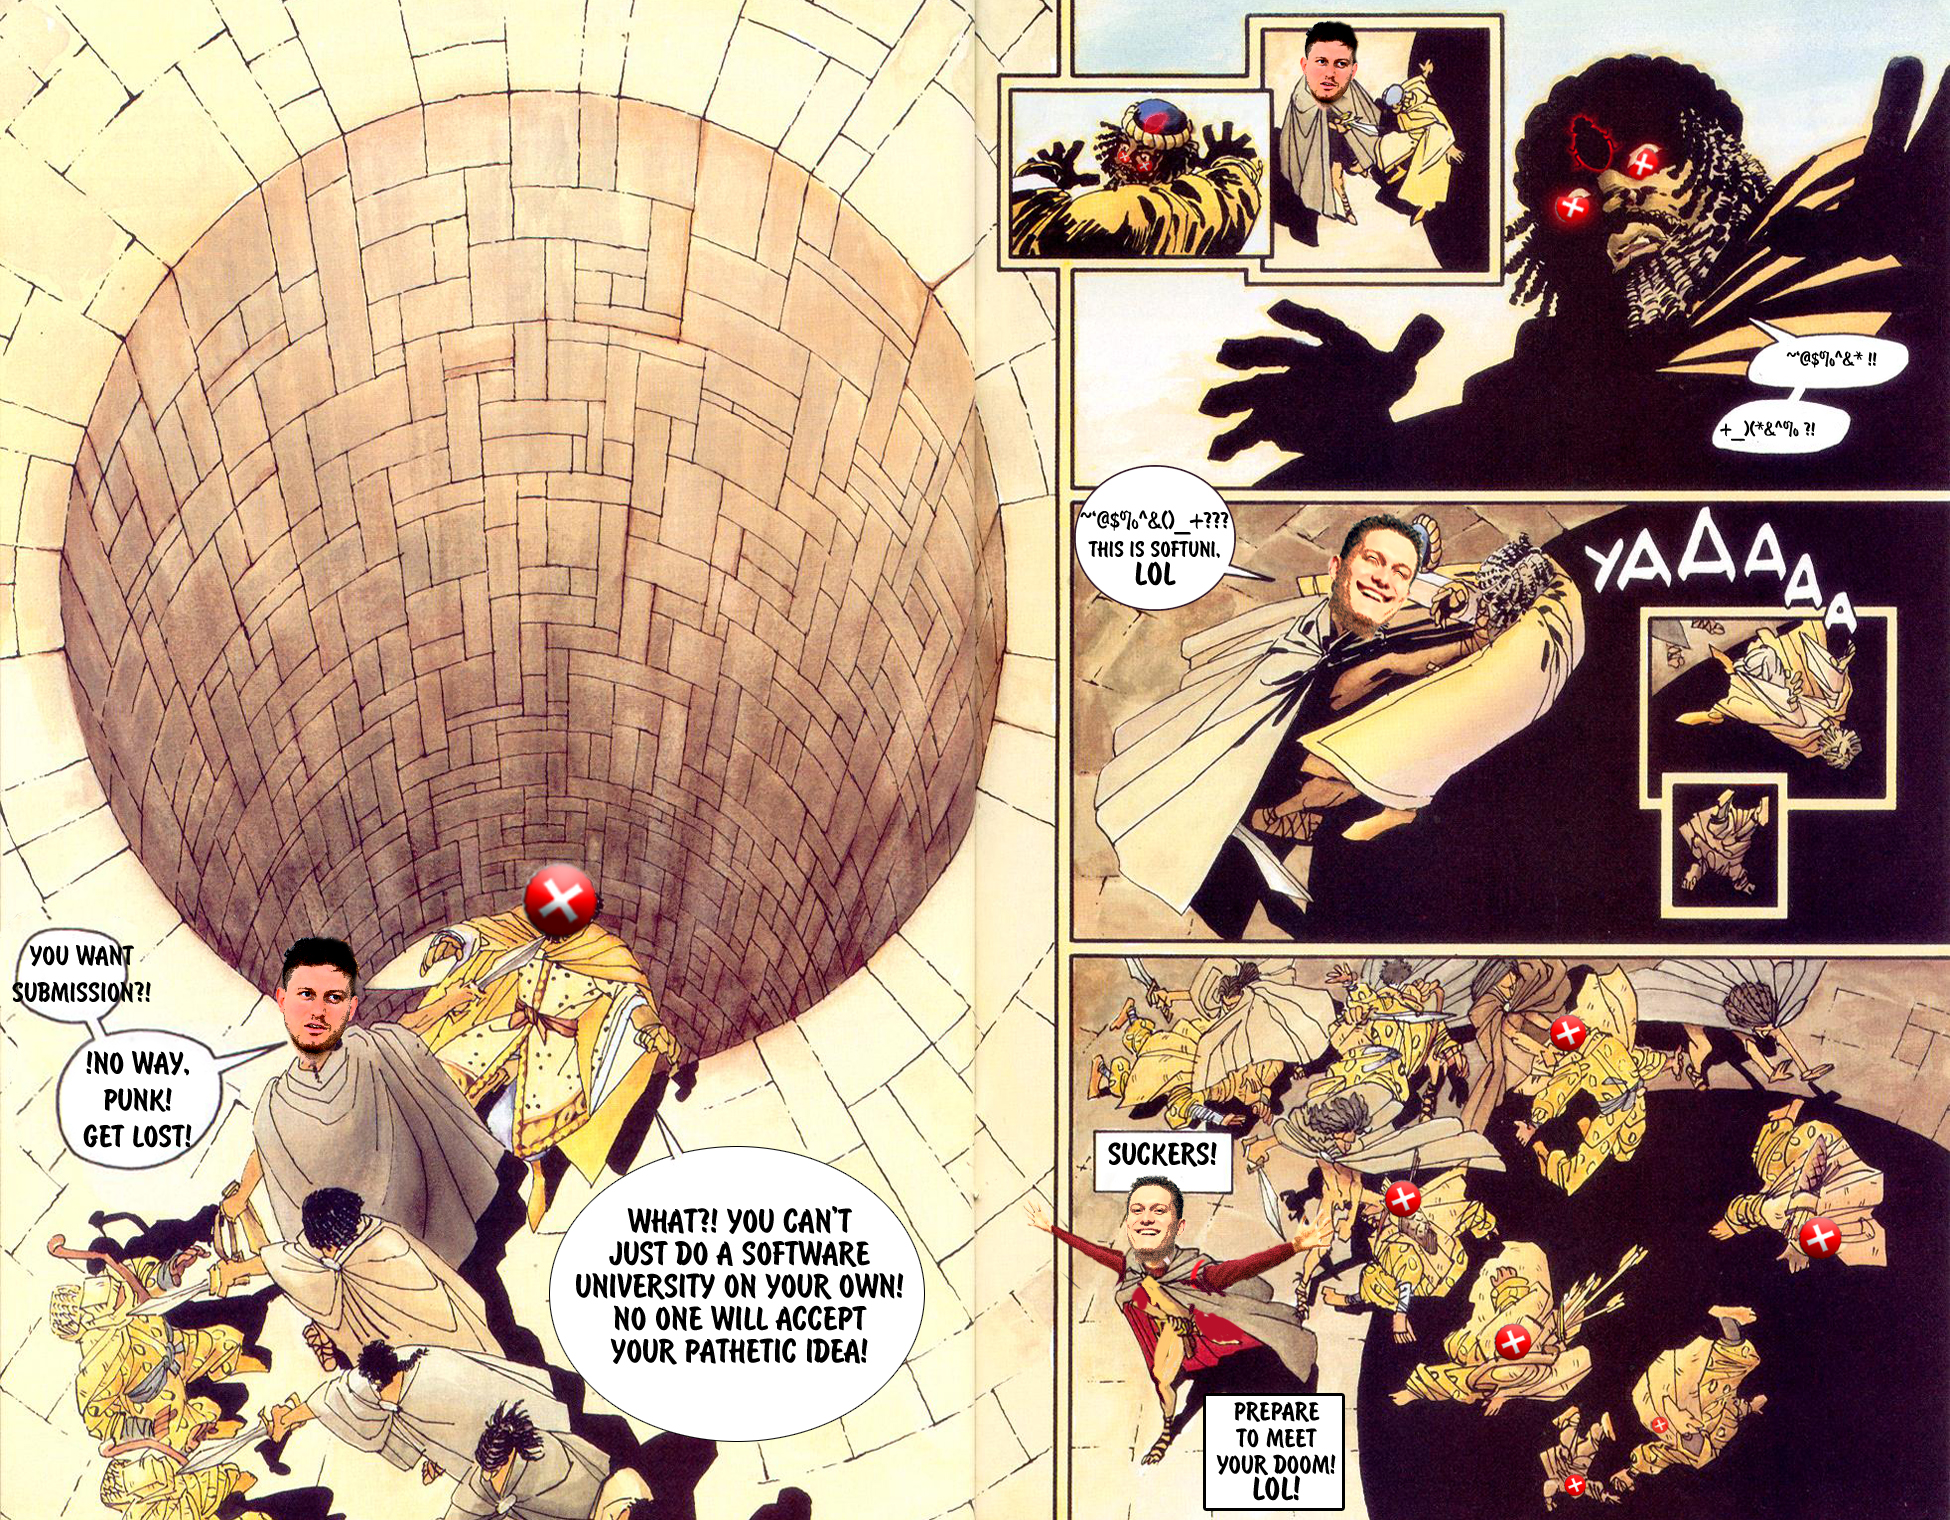 YOU WANT
SUBMISSION?!
!NO WAY,
PUNK!
GET LOST!
WHAT?! YOU CAN'T
JUST DO A SOFTWARE
UNIVERSITY ON YOUR OWN!
NO ONE WILL ACCEPT
YOUR PATHETIC IDEA!
~`@$%^&* !!
+_)(*&^% ?!
~`@$%^&()_+???
THIS IS SOFTUNI,
LOL
YAAAAA
SUCKERS!
PREPARE
TO MEET
YOUR DOOM!
LOL!